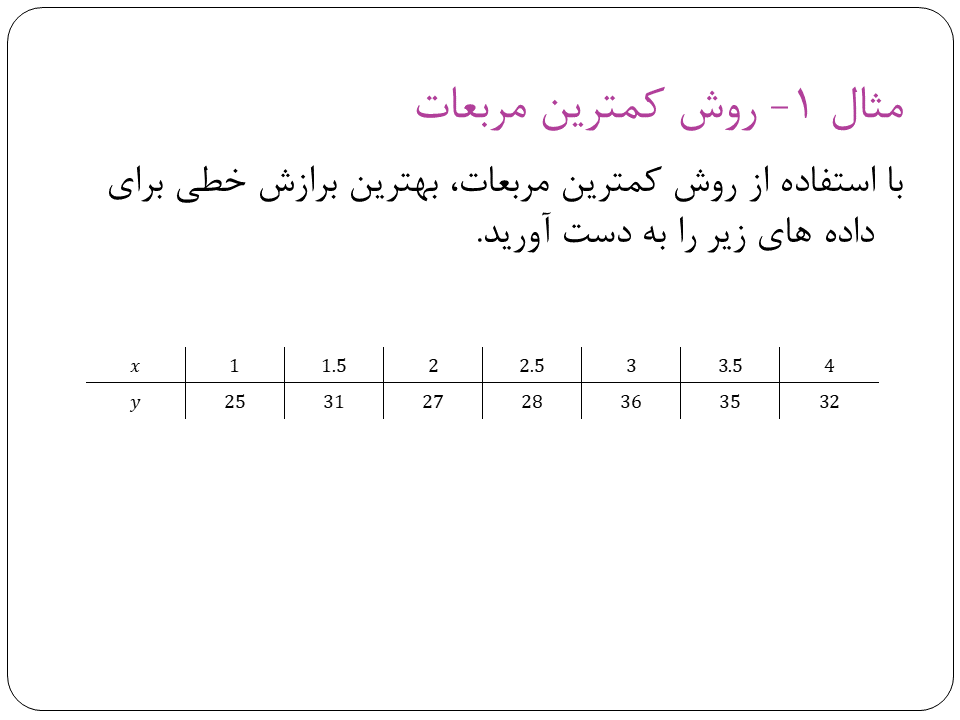 مثال ۱- روش کمترین مربعات
با استفاده از روش کمترین مربعات، بهترین برازش خطی برای
داده های زیر را به دست آورید.
x 1 1.5 2 2.5 3 3.5 4
y 25 31 27 28 36 35 32